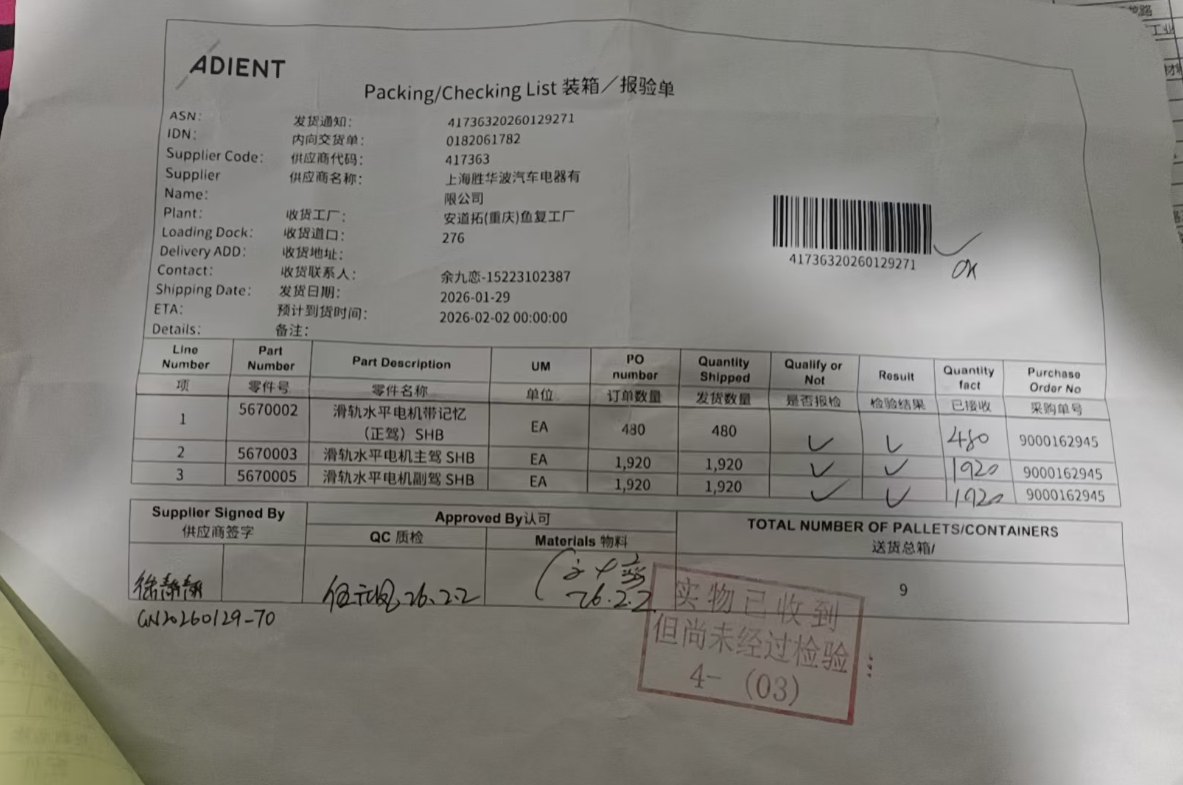 ADIENT
Packing/Checking List 装箱／报验单
ASN: 发货通知: 41736320260129271
IDN: 内向交货单: 0182061782
Supplier Code: 供应商代码: 417363
Supplier Name: 供应商名称: 上海胜华波汽车电器有限公司
Plant: 收货工厂: 安道拓(重庆)鱼复工厂
Loading Dock: 收货道口: 276
Delivery ADD: 收货地址:
Contact: 收货联系人: 余九恋-15223102387
Shipping Date: 发货日期: 2026-01-29
ETA: 预计到货时间: 2026-02-02 00:00:00
Details: 备注:
41736320260129271
OK
Line Number Part Number Part Description UM PO number Quantity Shipped Qualify or Not Result Quantity fact Purchase Order No
项 零件号 零件名称 单位 订单数量 发货数量 是否报检 检验结果 已接收 采购单号
1 5670002 滑轨水平电机带记忆（正驾）SHB EA 480 480 ✓ ✓ 480 9000162945
2 5670003 滑轨水平电机主驾 SHB EA 1,920 1,920 ✓ ✓ 1920 9000162945
3 5670005 滑轨水平电机副驾 SHB EA 1,920 1,920 ✓ ✓ 1920 9000162945
Supplier Signed By Approved By认可 TOTAL NUMBER OF PALLETS/CONTAINERS
供应商签字 QC 质检 Materials 物料 送货总箱/
26.2.2 26.2.2 9
GN20260129-70
实物已收到
但尚未经过检验
4- (03)